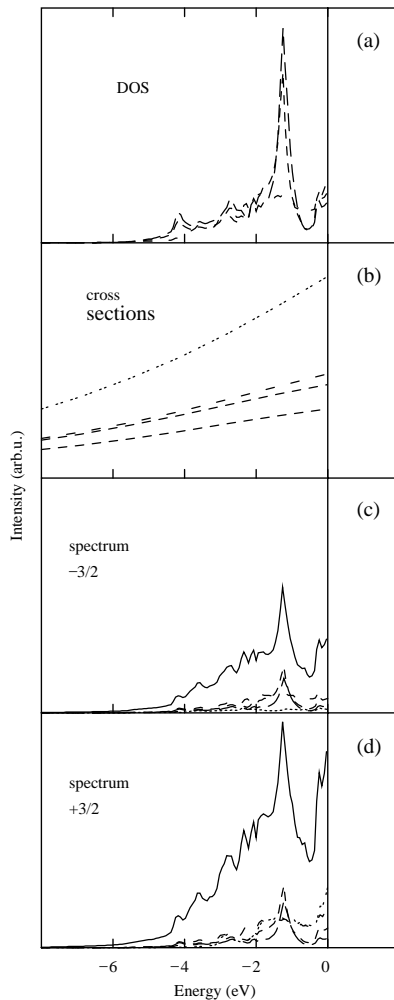 (a)
DOS
(b)
cross
sections
Intensity (arb.u.)
(c)
spectrum
−3/2
(d)
spectrum
+3/2
−6 −4 −2 0
Energy (eV)